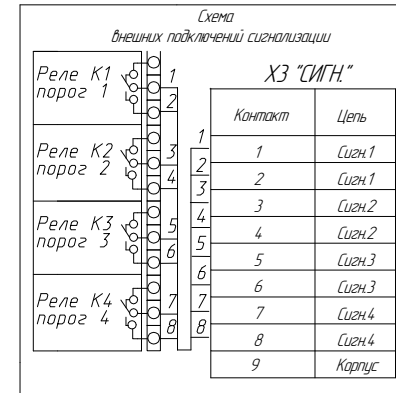 Схема
внешних подключений сигнализации
Реле К1
порог 1
1
2
Реле К2
порог 2
3
4
Реле К3
порог 3
5
6
Реле К4
порог 4
7
8
1
2
3
4
5
6
7
8
Х3 "СИГН."
Контакт Цепь
1 Сигн.1
2 Сигн.1
3 Сигн.2
4 Сигн.2
5 Сигн.3
6 Сигн.3
7 Сигн.4
8 Сигн.4
9 Корпус